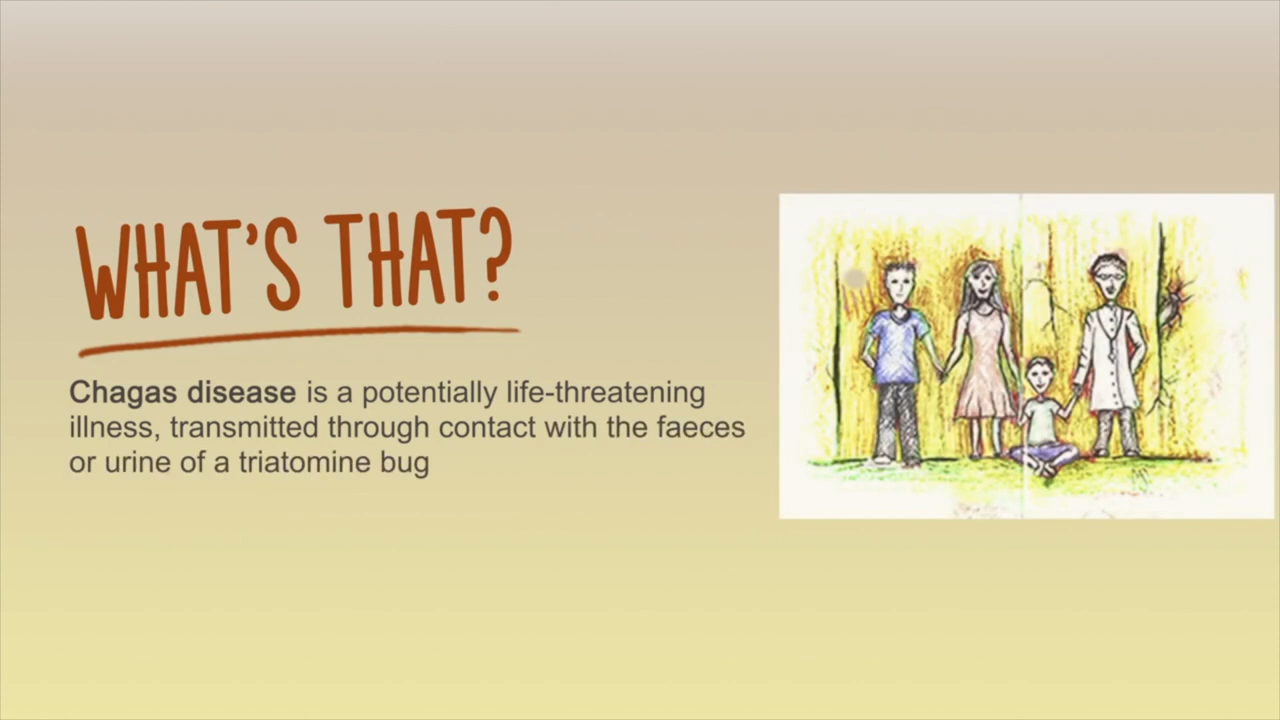 WHAT'S THAT?
Chagas disease is a potentially life-threatening
illness, transmitted through contact with the faeces
or urine of a triatomine bug